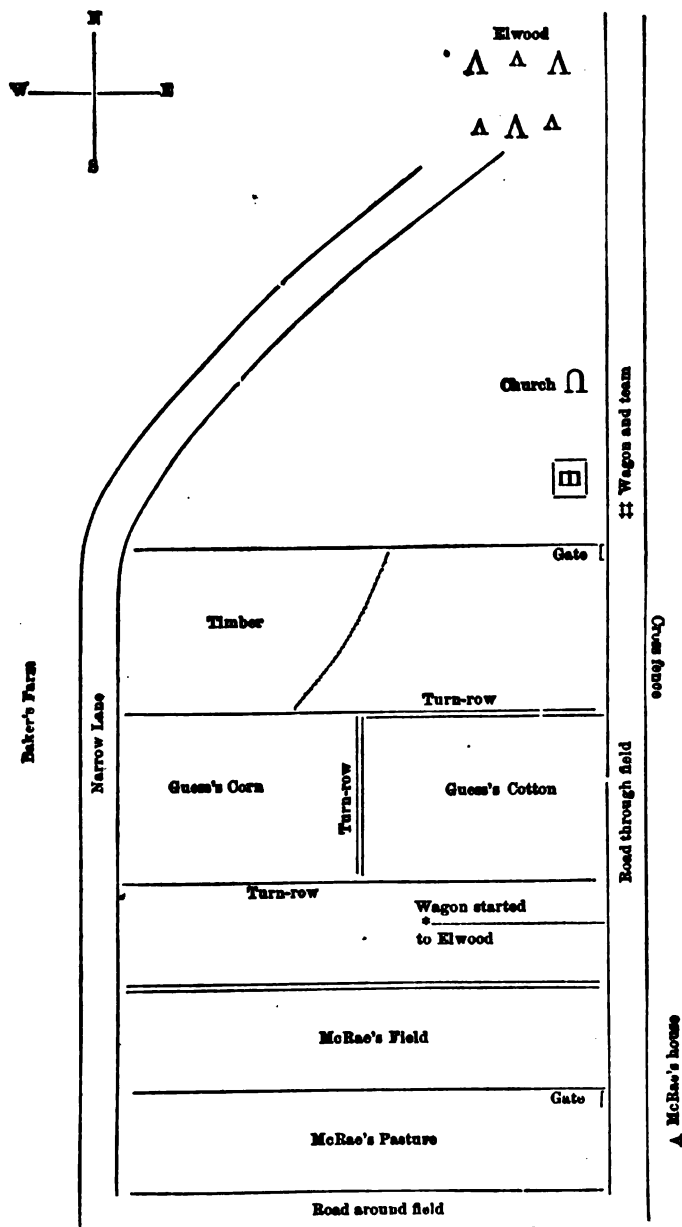 N
W E
S
Elwood
Church
Wagon and team
Gate
Timber
Cross fence
Turn-row
Baker's Farm
Narrow Lane
Guess's Corn
Turn-row
Guess's Cotton
Road through field
Turn-row
Wagon started
to Elwood
McRae's Field
Gate
McRae's house
McRae's Pasture
Road around field